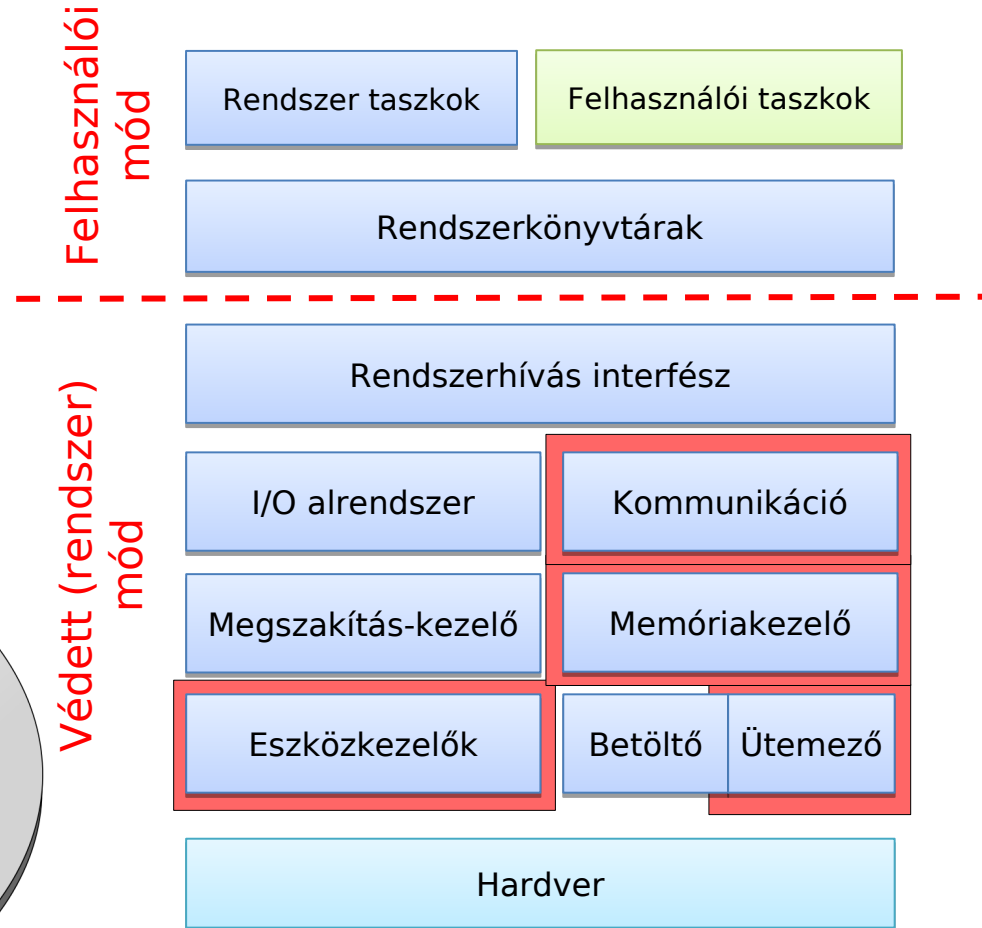 Felhasználói
mód
Rendszer taszkok
Felhasználói taszkok
Rendszerkönyvtárak
Védett (rendszer)
mód
Rendszerhívás interfész
I/O alrendszer
Kommunikáció
Megszakítás-kezelő
Memóriakezelő
Eszközkezelők
Betöltő
Ütemező
Hardver